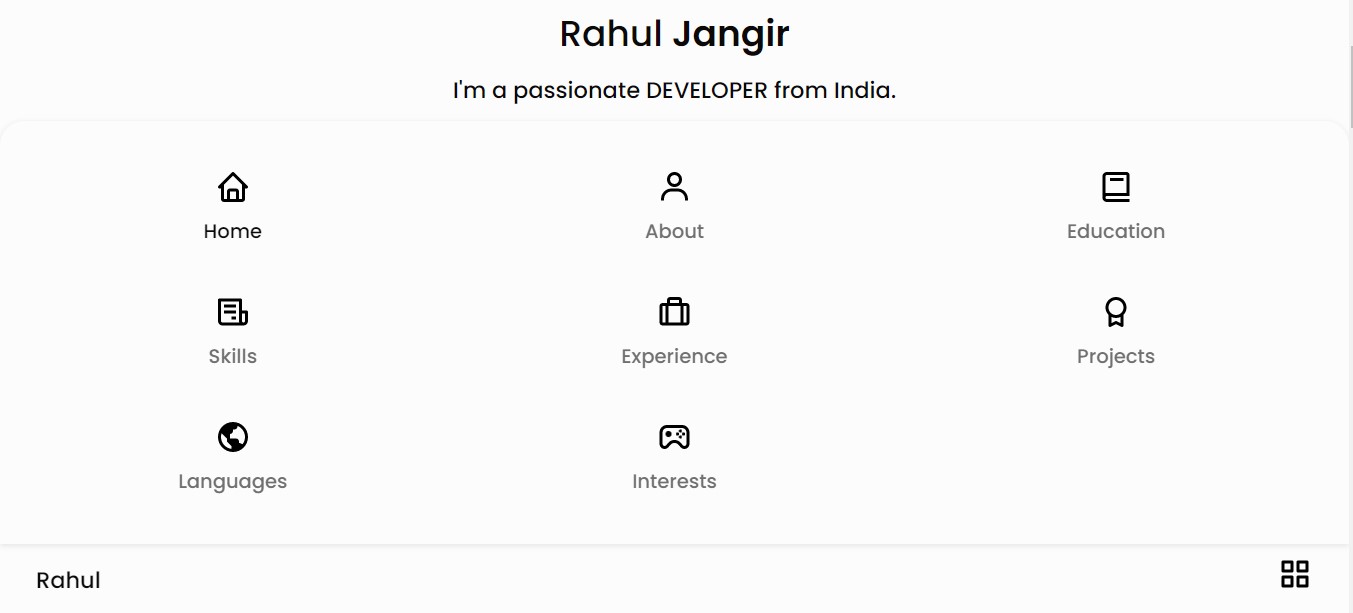 Rahul Jangir
I'm a passionate DEVELOPER from India.
Home
About
Education
Skills
Experience
Projects
Languages
Interests
Rahul